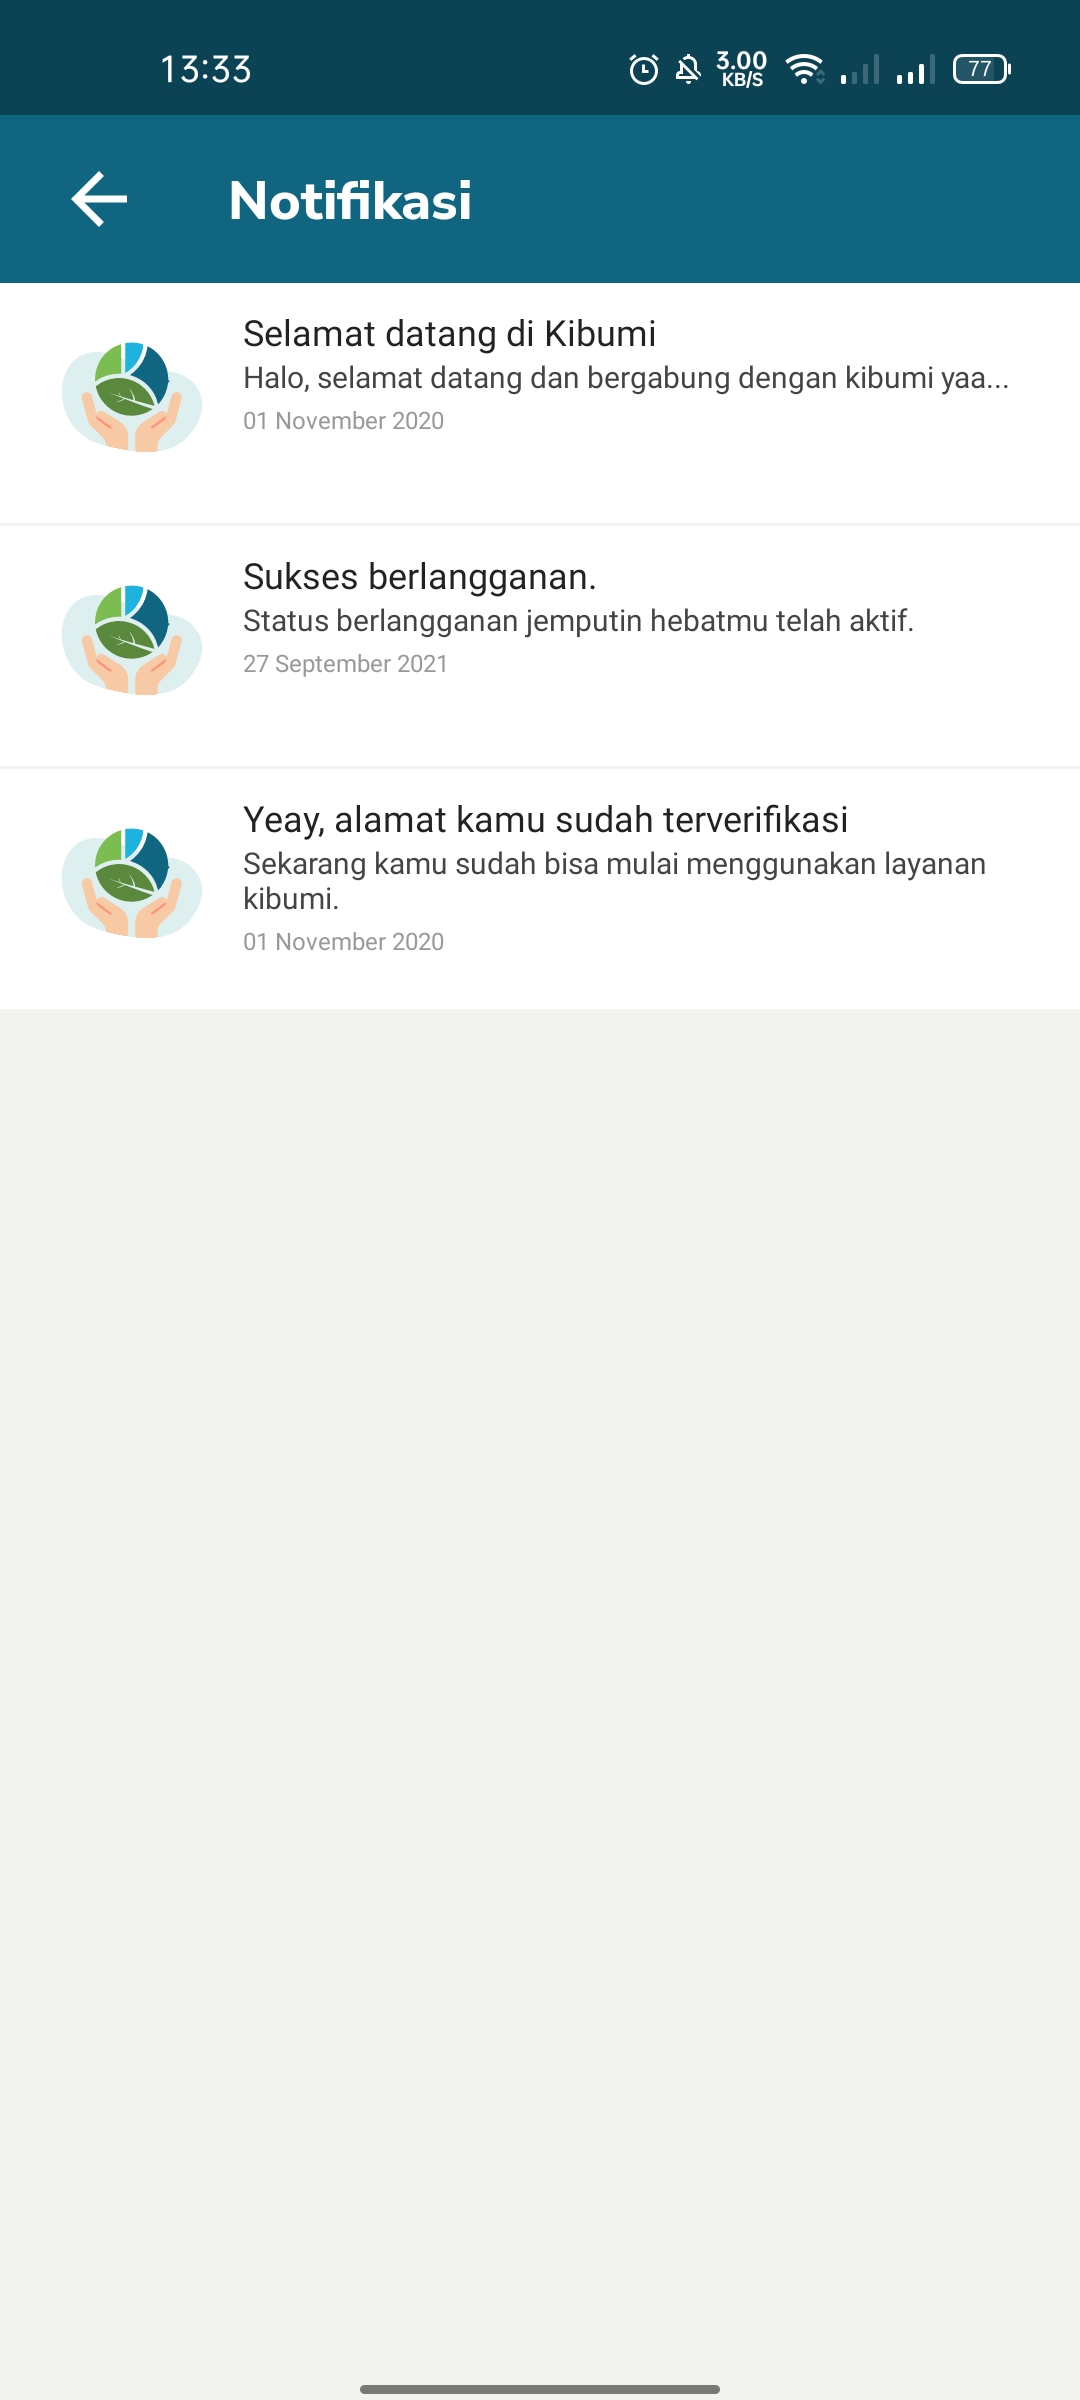 13:33
3.00
KB/S
77
Notifikasi
Selamat datang di Kibumi
Halo, selamat datang dan bergabung dengan kibumi yaa...
01 November 2020
Sukses berlangganan.
Status berlangganan jemputin hebatmu telah aktif.
27 September 2021
Yeay, alamat kamu sudah terverifikasi
Sekarang kamu sudah bisa mulai menggunakan layanan
kibumi.
01 November 2020